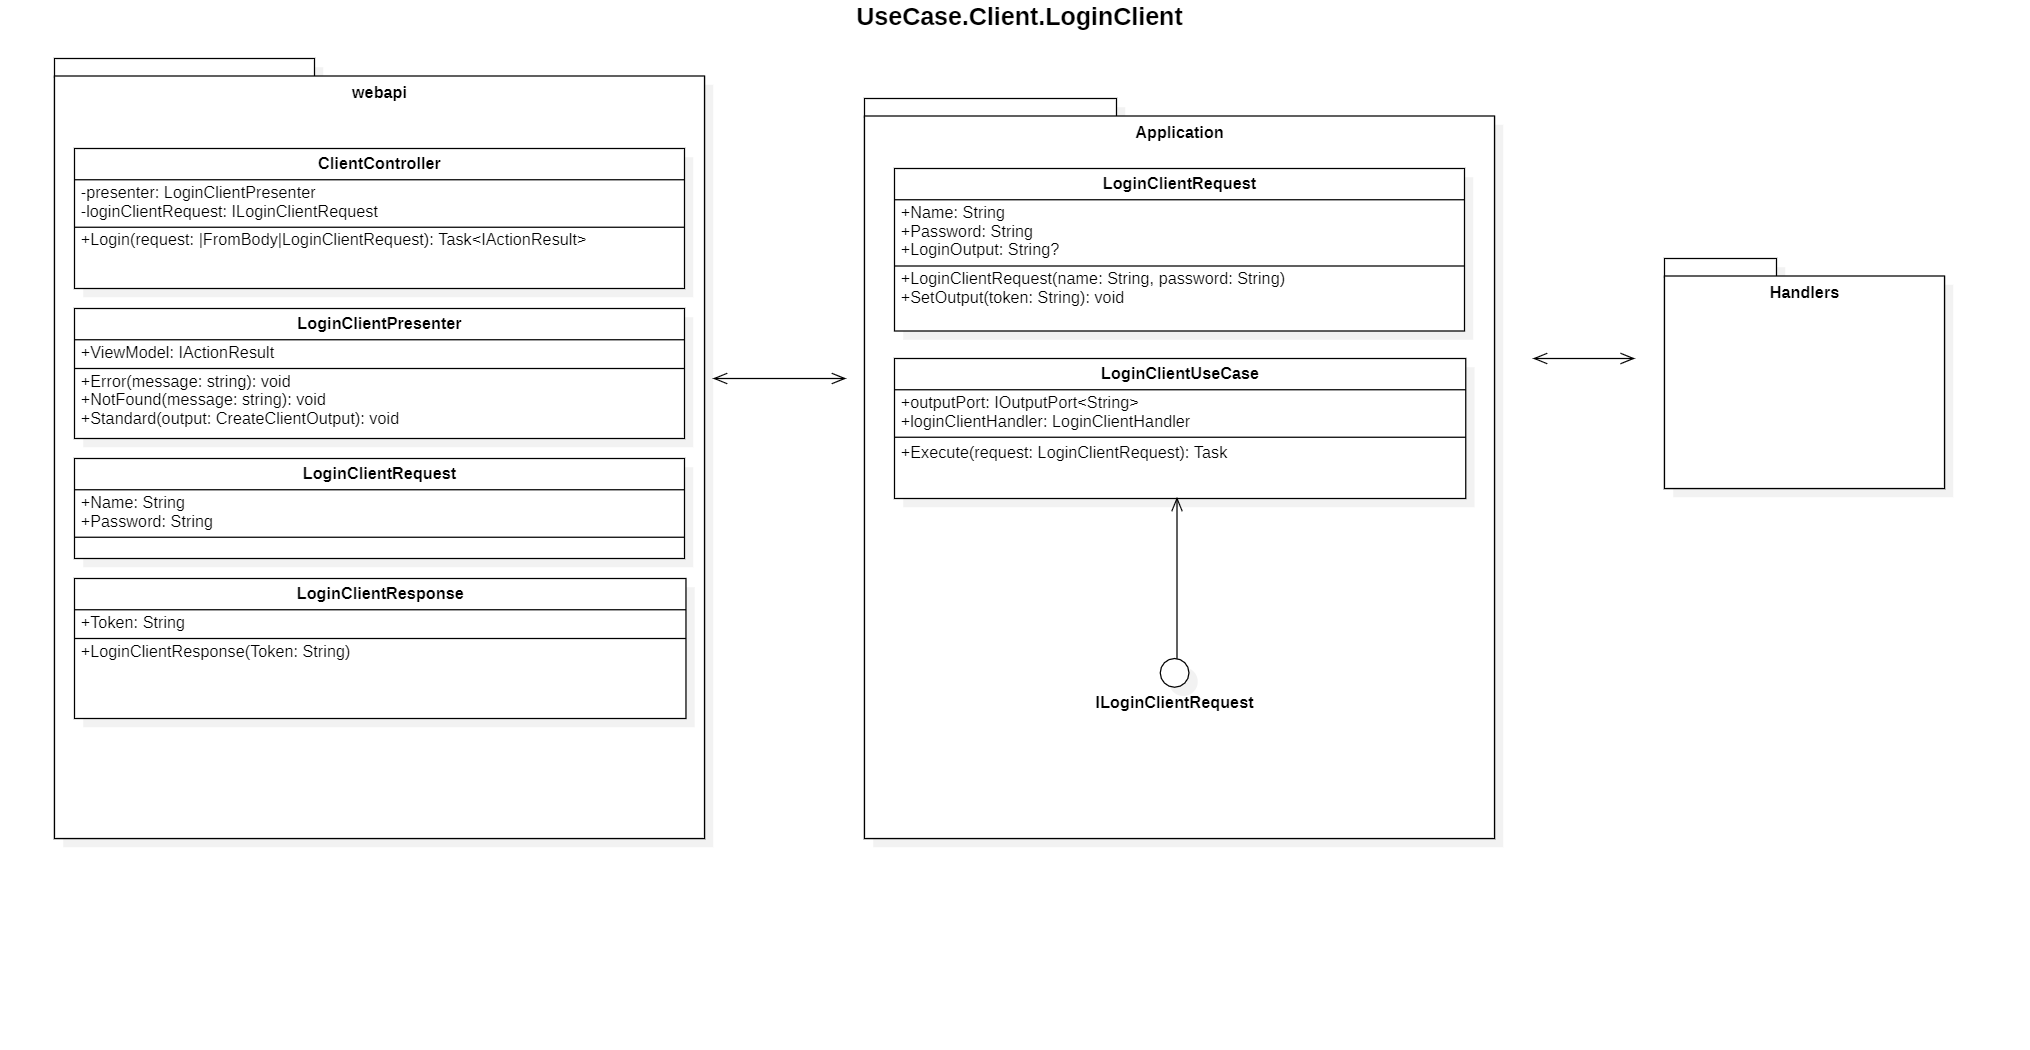 UseCase.Client.LoginClient
webapi
ClientController
-presenter: LoginClientPresenter
-loginClientRequest: ILoginClientRequest
+Login(request: |FromBody|LoginClientRequest): Task<IActionResult>
LoginClientPresenter
+ViewModel: IActionResult
+Error(message: string): void
+NotFound(message: string): void
+Standard(output: CreateClientOutput): void
LoginClientRequest
+Name: String
+Password: String
LoginClientResponse
+Token: String
+LoginClientResponse(Token: String)
Application
LoginClientRequest
+Name: String
+Password: String
+LoginOutput: String?
+LoginClientRequest(name: String, password: String)
+SetOutput(token: String): void
LoginClientUseCase
+outputPort: IOutputPort<String>
+loginClientHandler: LoginClientHandler
+Execute(request: LoginClientRequest): Task
ILoginClientRequest
Handlers